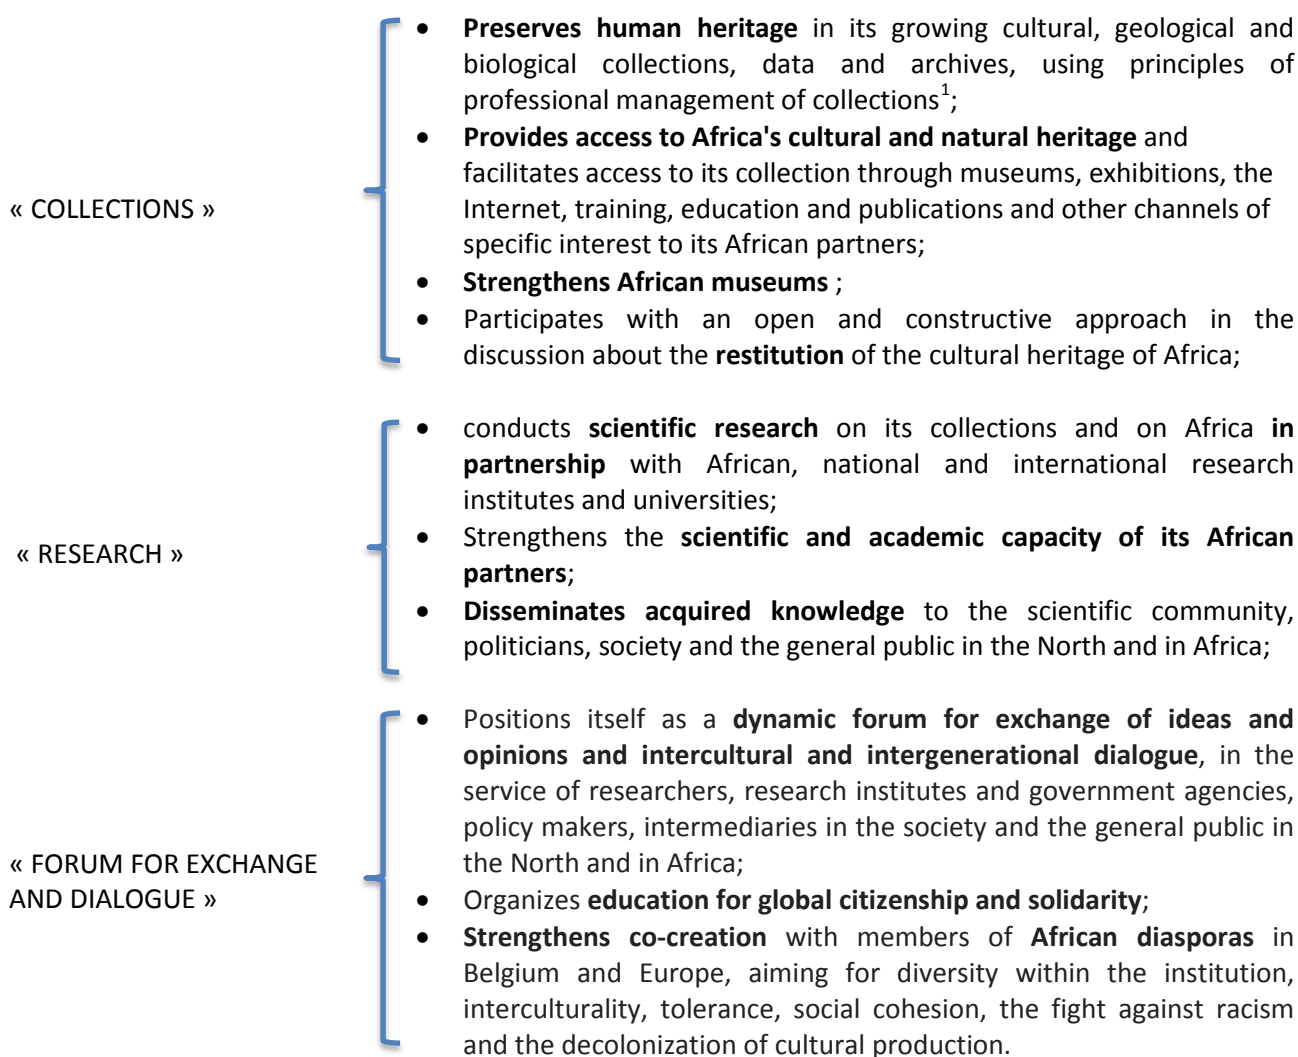 « COLLECTIONS »
• Preserves human heritage in its growing cultural, geological and
biological collections, data and archives, using principles of
professional management of collections1;
• Provides access to Africa's cultural and natural heritage and
facilitates access to its collection through museums, exhibitions, the
Internet, training, education and publications and other channels of
specific interest to its African partners;
• Strengthens African museums ;
• Participates with an open and constructive approach in the
discussion about the restitution of the cultural heritage of Africa;
« RESEARCH »
• conducts scientific research on its collections and on Africa in
partnership with African, national and international research
institutes and universities;
• Strengthens the scientific and academic capacity of its African
partners;
• Disseminates acquired knowledge to the scientific community,
politicians, society and the general public in the North and in Africa;
« FORUM FOR EXCHANGE
AND DIALOGUE »
• Positions itself as a dynamic forum for exchange of ideas and
opinions and intercultural and intergenerational dialogue, in the
service of researchers, research institutes and government agencies,
policy makers, intermediaries in the society and the general public in
the North and in Africa;
• Organizes education for global citizenship and solidarity;
• Strengthens co-creation with members of African diasporas in
Belgium and Europe, aiming for diversity within the institution,
interculturality, tolerance, social cohesion, the fight against racism
and the decolonization of cultural production.